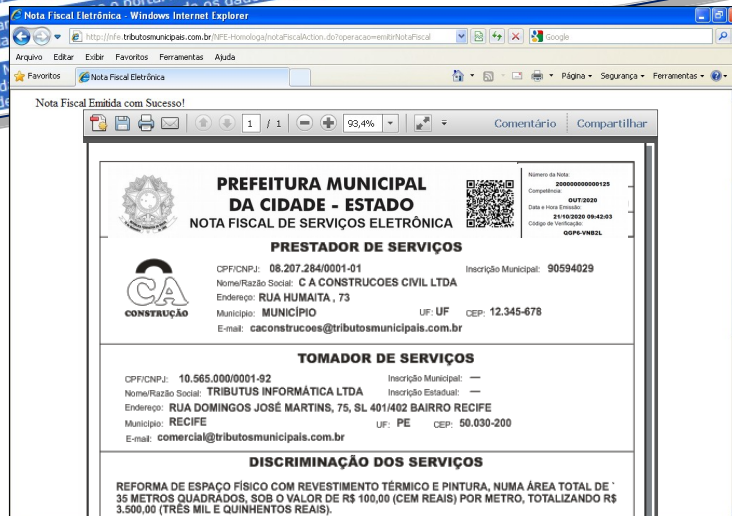 o portal
os dados
Nota Fiscal Eletrônica - Windows Internet Explorer
http://nfe.tributosmunicipais.com.br/NFE-Homologa/notaFiscalAction.do?operacao=emitirNotaFiscal
Google
Arquivo Editar Exibir Favoritos Ferramentas Ajuda
Favoritos Nota Fiscal Eletrônica Página Segurança Ferramentas
Nota Fiscal Emitida com Sucesso!
1 / 1 93,4% Comentário Compartilhar
PREFEITURA MUNICIPAL
DA CIDADE - ESTADO
NOTA FISCAL DE SERVIÇOS ELETRÔNICA
Número da Nota:
200000000000125
Competência:
OUT/2020
Data e Hora Emissão:
21/10/2020 09:42:03
Código de Verificação:
QGP6-VNB2L
PRESTADOR DE SERVIÇOS
CA
CONSTRUÇÃO
CPF/CNPJ: 08.207.284/0001-01 Inscrição Municipal: 90594029
Nome/Razão Social: C A CONSTRUCOES CIVIL LTDA
Endereço: RUA HUMAITA , 73
Município: MUNICÍPIO UF: UF CEP: 12.345-678
E-mail: caconstrucoes@tributosmunicipais.com.br
TOMADOR DE SERVIÇOS
CPF/CNPJ: 10.565.000/0001-92 Inscrição Municipal: —
Nome/Razão Social: TRIBUTUS INFORMÁTICA LTDA Inscrição Estadual: —
Endereço: RUA DOMINGOS JOSÉ MARTINS, 75, SL 401/402 BAIRRO RECIFE
Município: RECIFE UF: PE CEP: 50.030-200
E-mail: comercial@tributosmunicipais.com.br
DISCRIMINAÇÃO DOS SERVIÇOS
REFORMA DE ESPAÇO FÍSICO COM REVESTIMENTO TÉRMICO E PINTURA, NUMA ÁREA TOTAL DE `
35 METROS QUADRADOS, SOB O VALOR DE R$ 100,00 (CEM REAIS) POR METRO, TOTALIZANDO R$
3.500,00 (TRÊS MIL E QUINHENTOS REAIS).